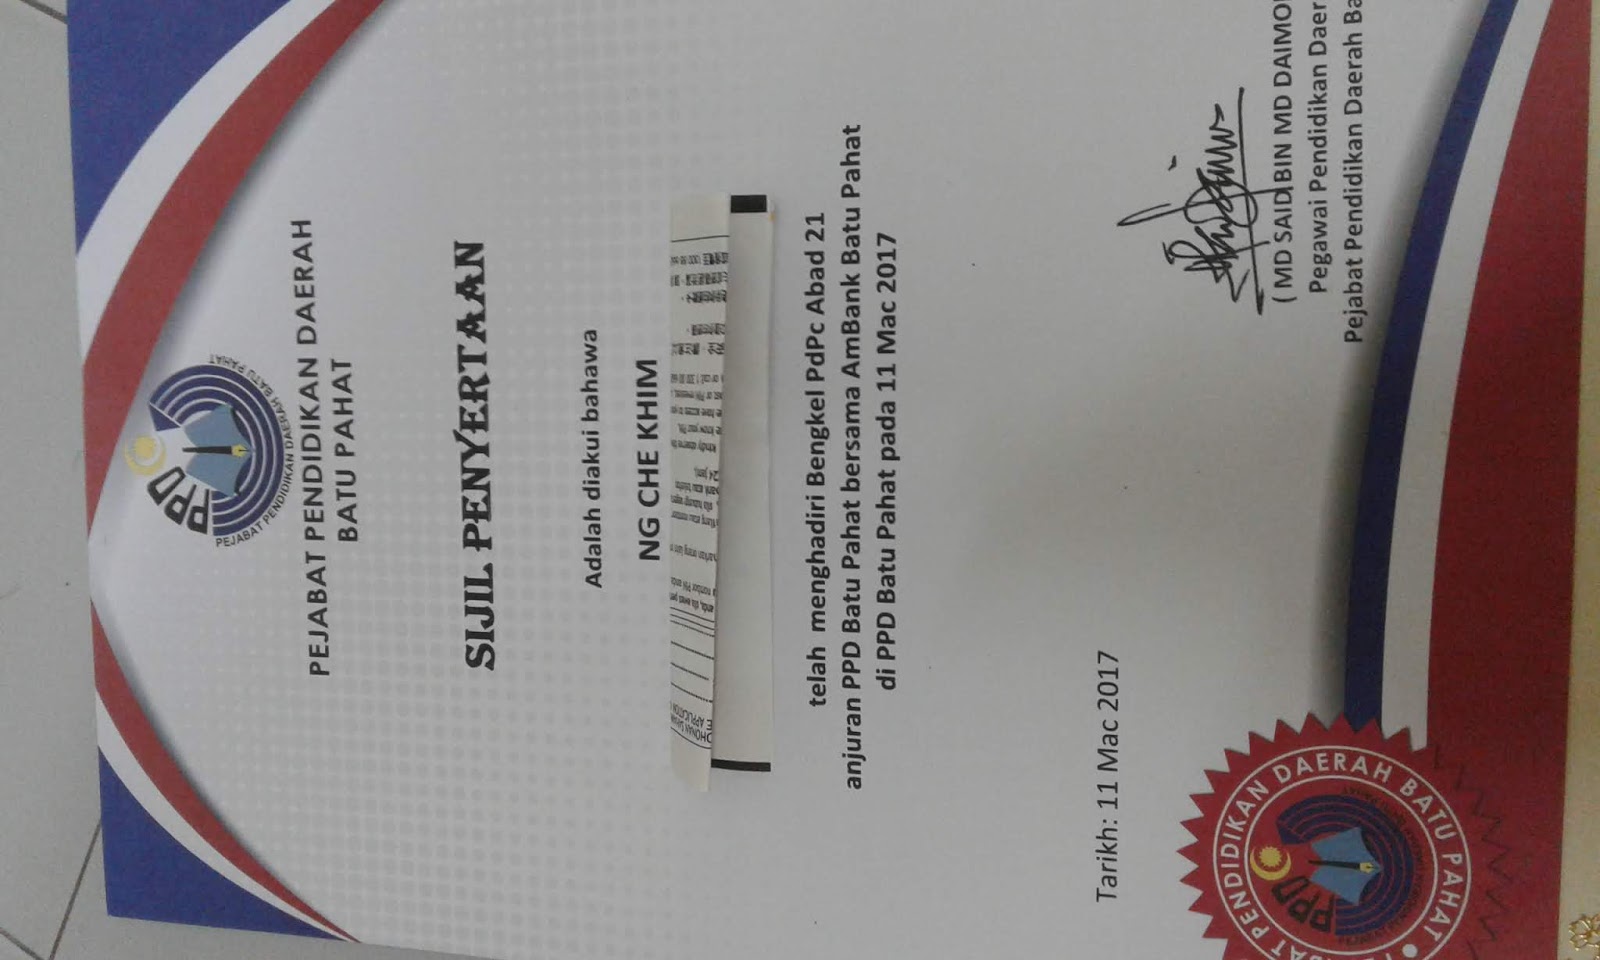 PPD
PEJABAT PENDIDIKAN DAERAH BATU PAHAT
PEJABAT PENDIDIKAN DAERAH
BATU PAHAT
SIJIL PENYERTAAN
Adalah diakui bahawa
NG CHE KHIM
telah menghadiri Bengkel PdPc Abad 21
anjuran PPD Batu Pahat bersama AmBank Batu Pahat
di PPD Batu Pahat pada 11 Mac 2017
( MD SAID BIN MD DAIMO
Pegawai Pendidikan Daer
Pejabat Pendidikan Daerah Ba
Tarikh: 11 Mac 2017
BAT PENDIDIKAN DAERAH BATU PAHAT
PPD